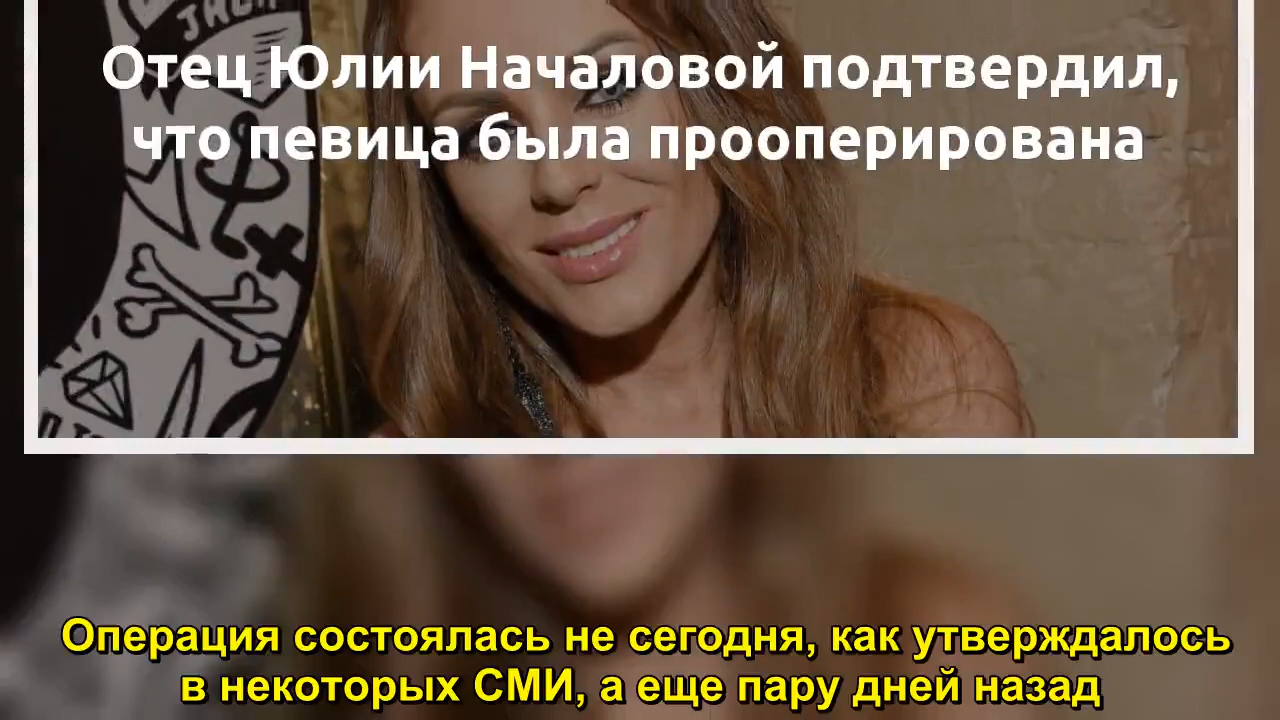 Отец Юлии Началовой подтвердил,
что певица была прооперирована
Операция состоялась не сегодня, как утверждалось
в некоторых СМИ, а еще пару дней назад